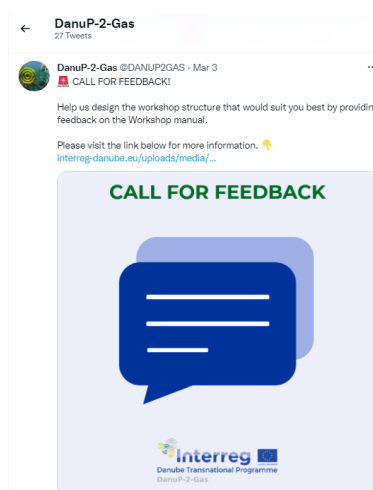 DanuP-2-Gas
27 Tweets
DanuP-2-Gas @DANUP2GAS · Mar 3
🚨 CALL FOR FEEDBACK!
Help us design the workshop structure that would suit you best by providin
feedback on the Workshop manual.
Please visit the link below for more information. 👇
interreg-danube.eu/uploads/media/...
CALL FOR FEEDBACK
Interreg
Danube Transnational Programme
DanuP-2-Gas